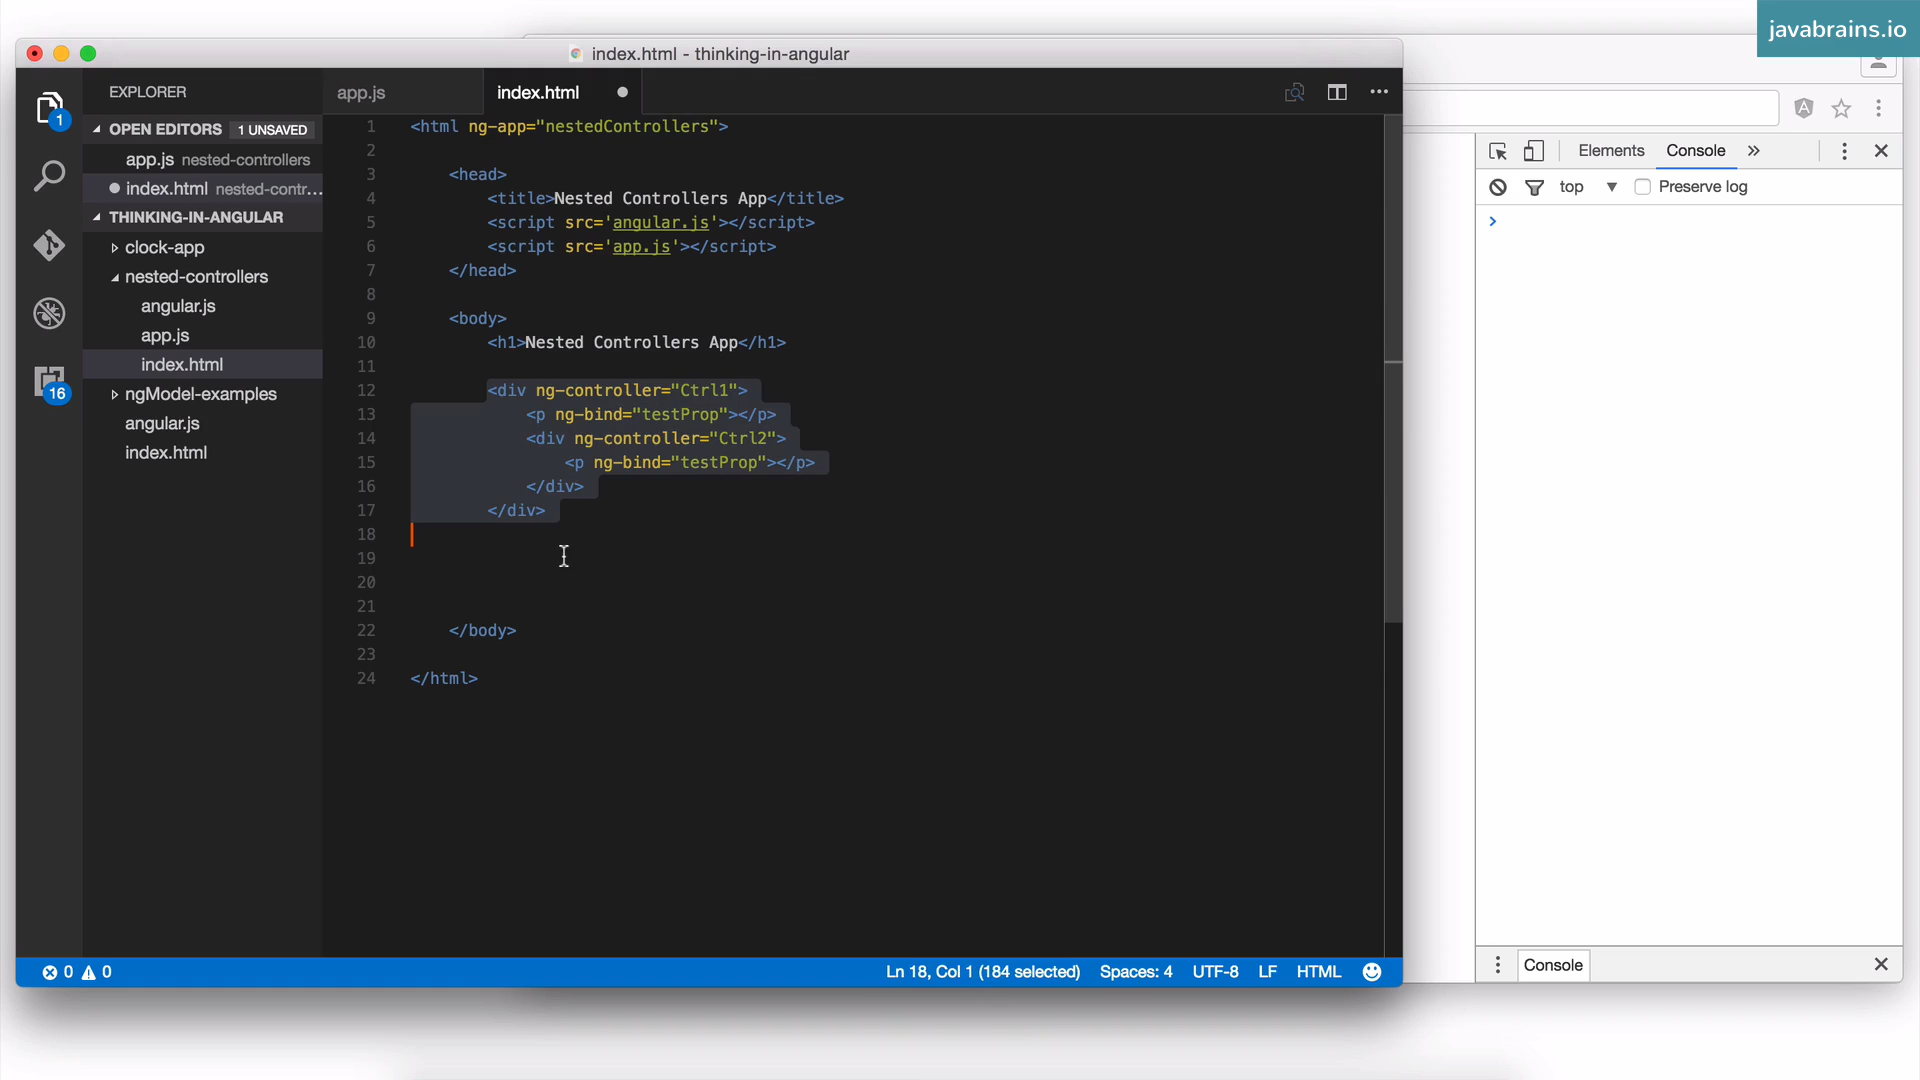 javabrains.io
index.html - thinking-in-angular
EXPLORER
OPEN EDITORS 1 UNSAVED
app.js nested-controllers
index.html nested-contr...
THINKING-IN-ANGULAR
clock-app
nested-controllers
angular.js
app.js
index.html
ngModel-examples
angular.js
index.html
1
16
app.js
index.html
1 <html ng-app="nestedControllers">
2
3 <head>
4 <title>Nested Controllers App</title>
5 <script src='angular.js'></script>
6 <script src='app.js'></script>
7 </head>
8
9 <body>
10 <h1>Nested Controllers App</h1>
11
12 <div ng-controller="Ctrl1">
13 <p ng-bind="testProp"></p>
14 <div ng-controller="Ctrl2">
15 <p ng-bind="testProp"></p>
16 </div>
17 </div>
18
19
20
21
22 </body>
23
24 </html>
0 0
Ln 18, Col 1 (184 selected) Spaces: 4 UTF-8 LF HTML
Elements Console
top Preserve log
Console